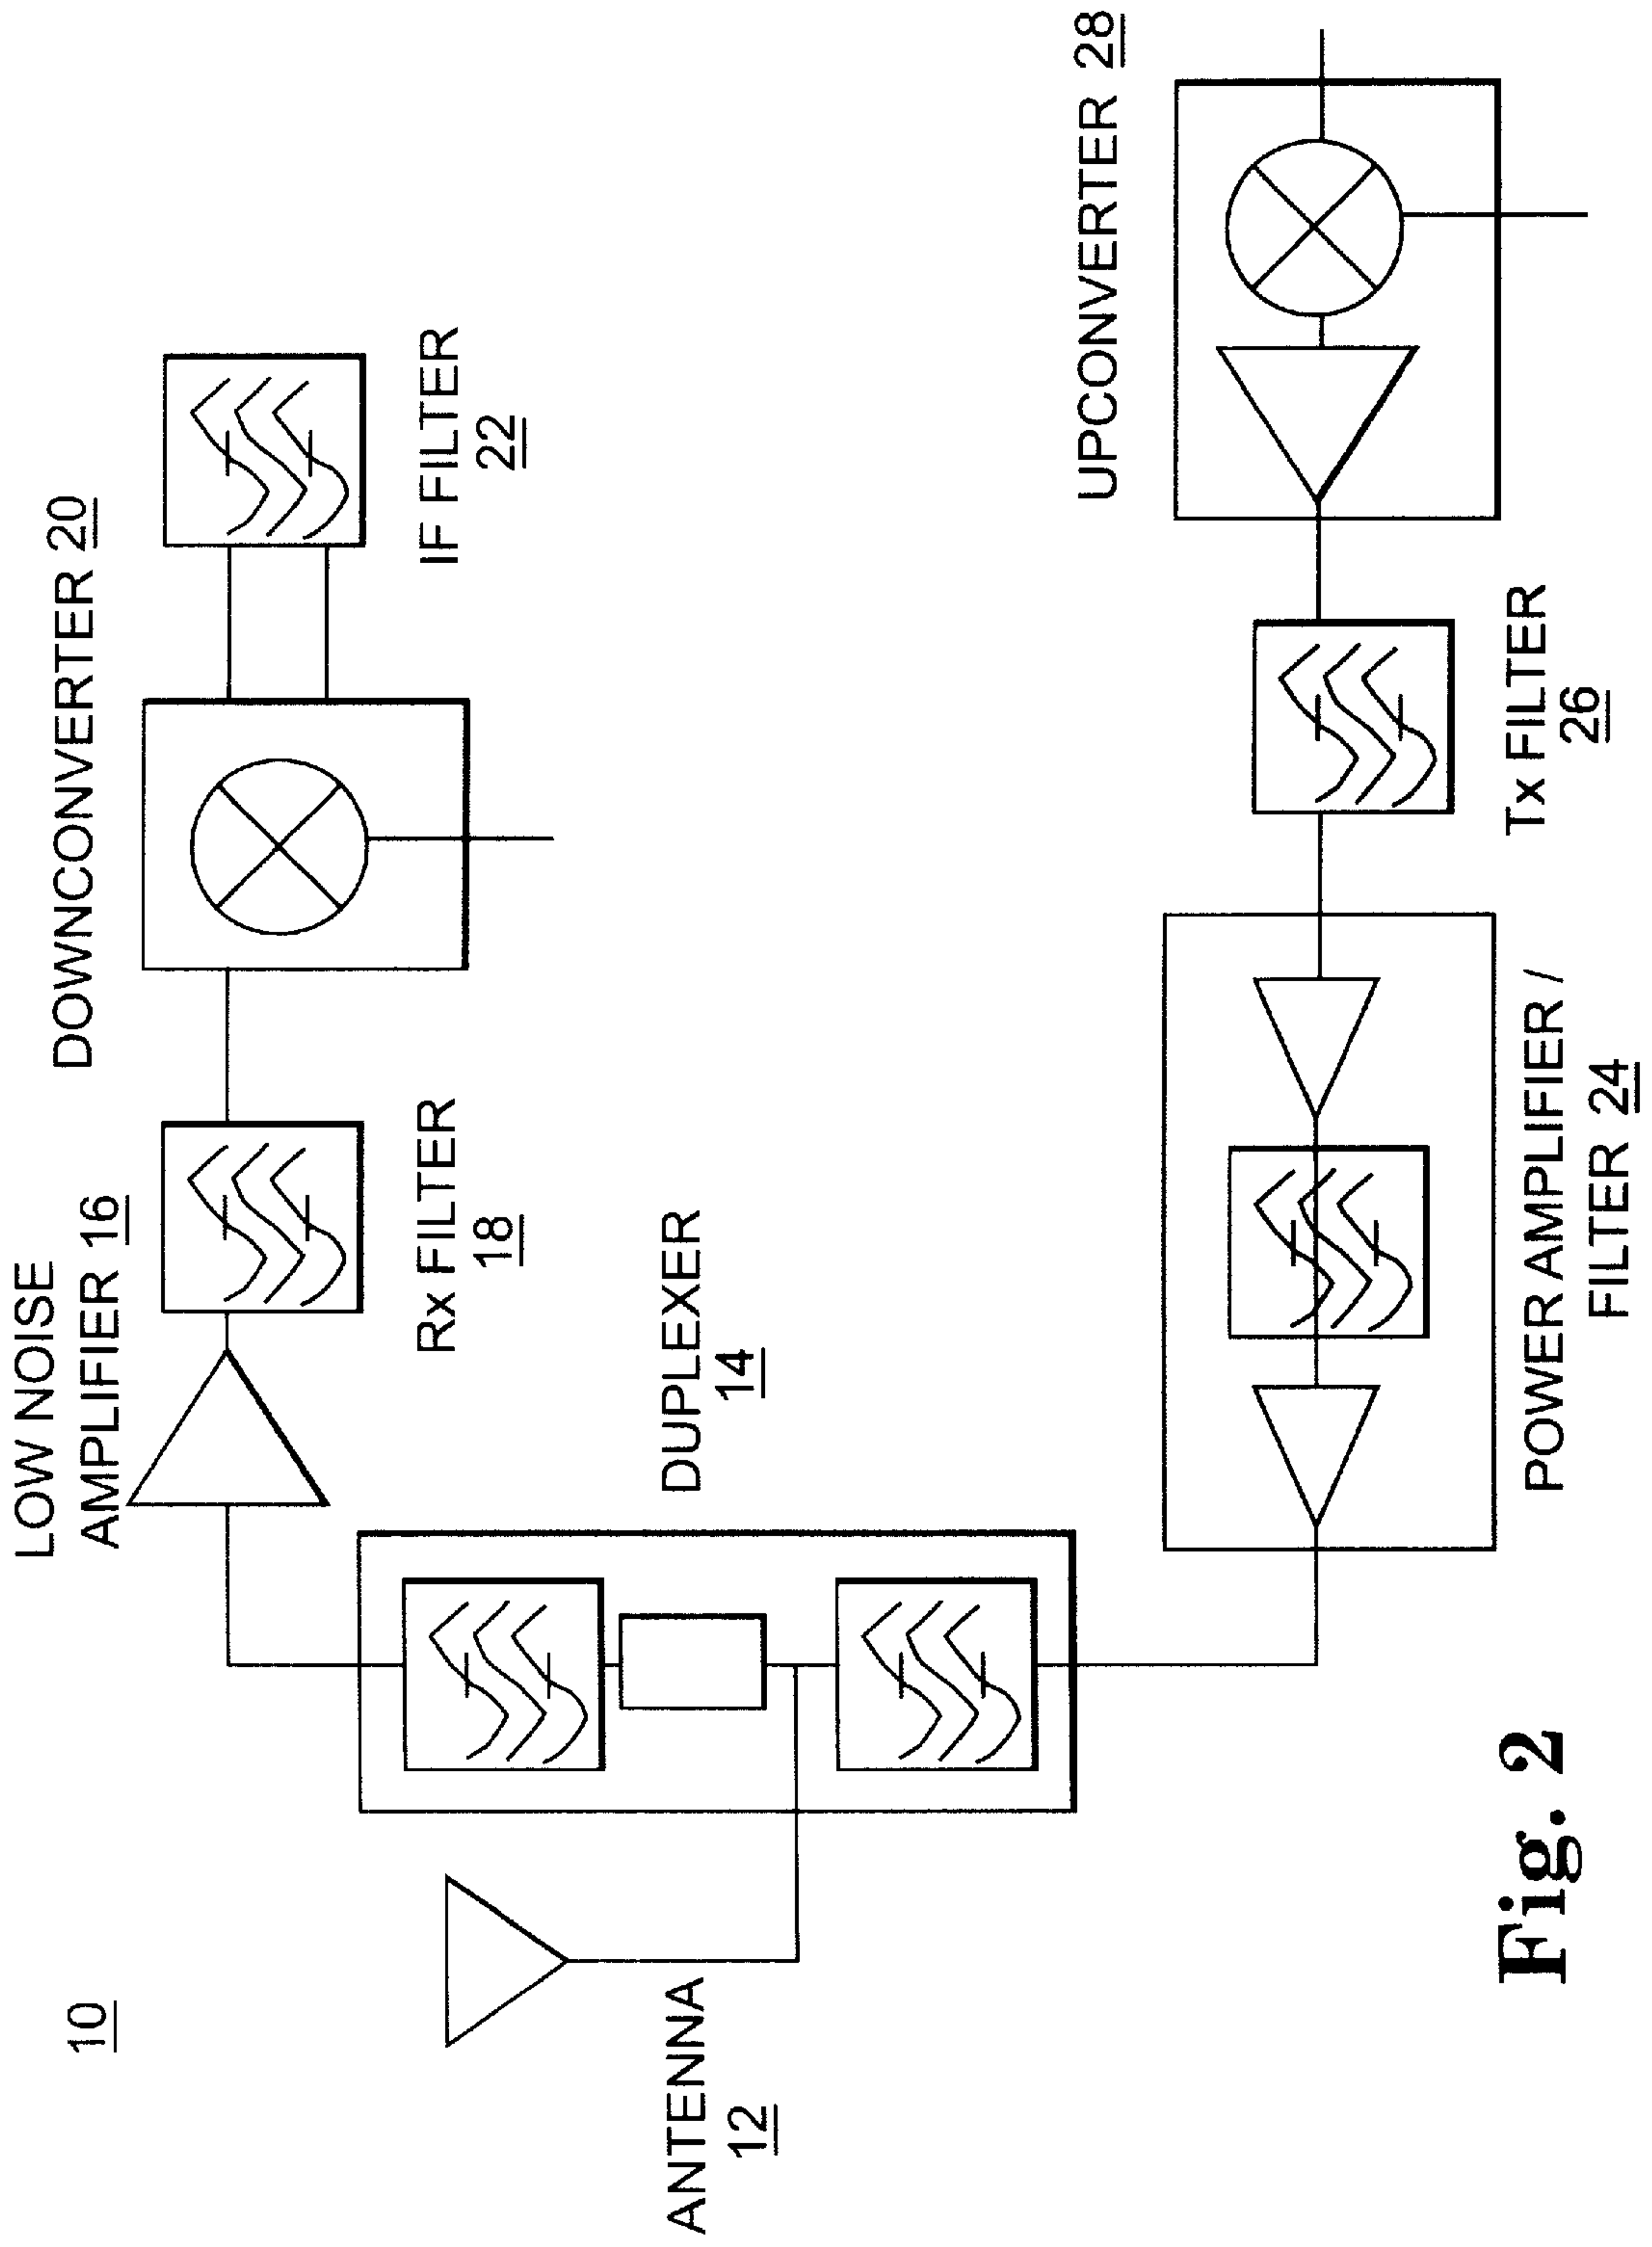 10
LOW NOISE
AMPLIFIER 16
DOWNCONVERTER 20
Rx FILTER
18
IF FILTER
22
ANTENNA
12
DUPLEXER
14
UPCONVERTER 28
POWER AMPLIFIER /
FILTER 24
Tx FILTER
26
Fig. 2